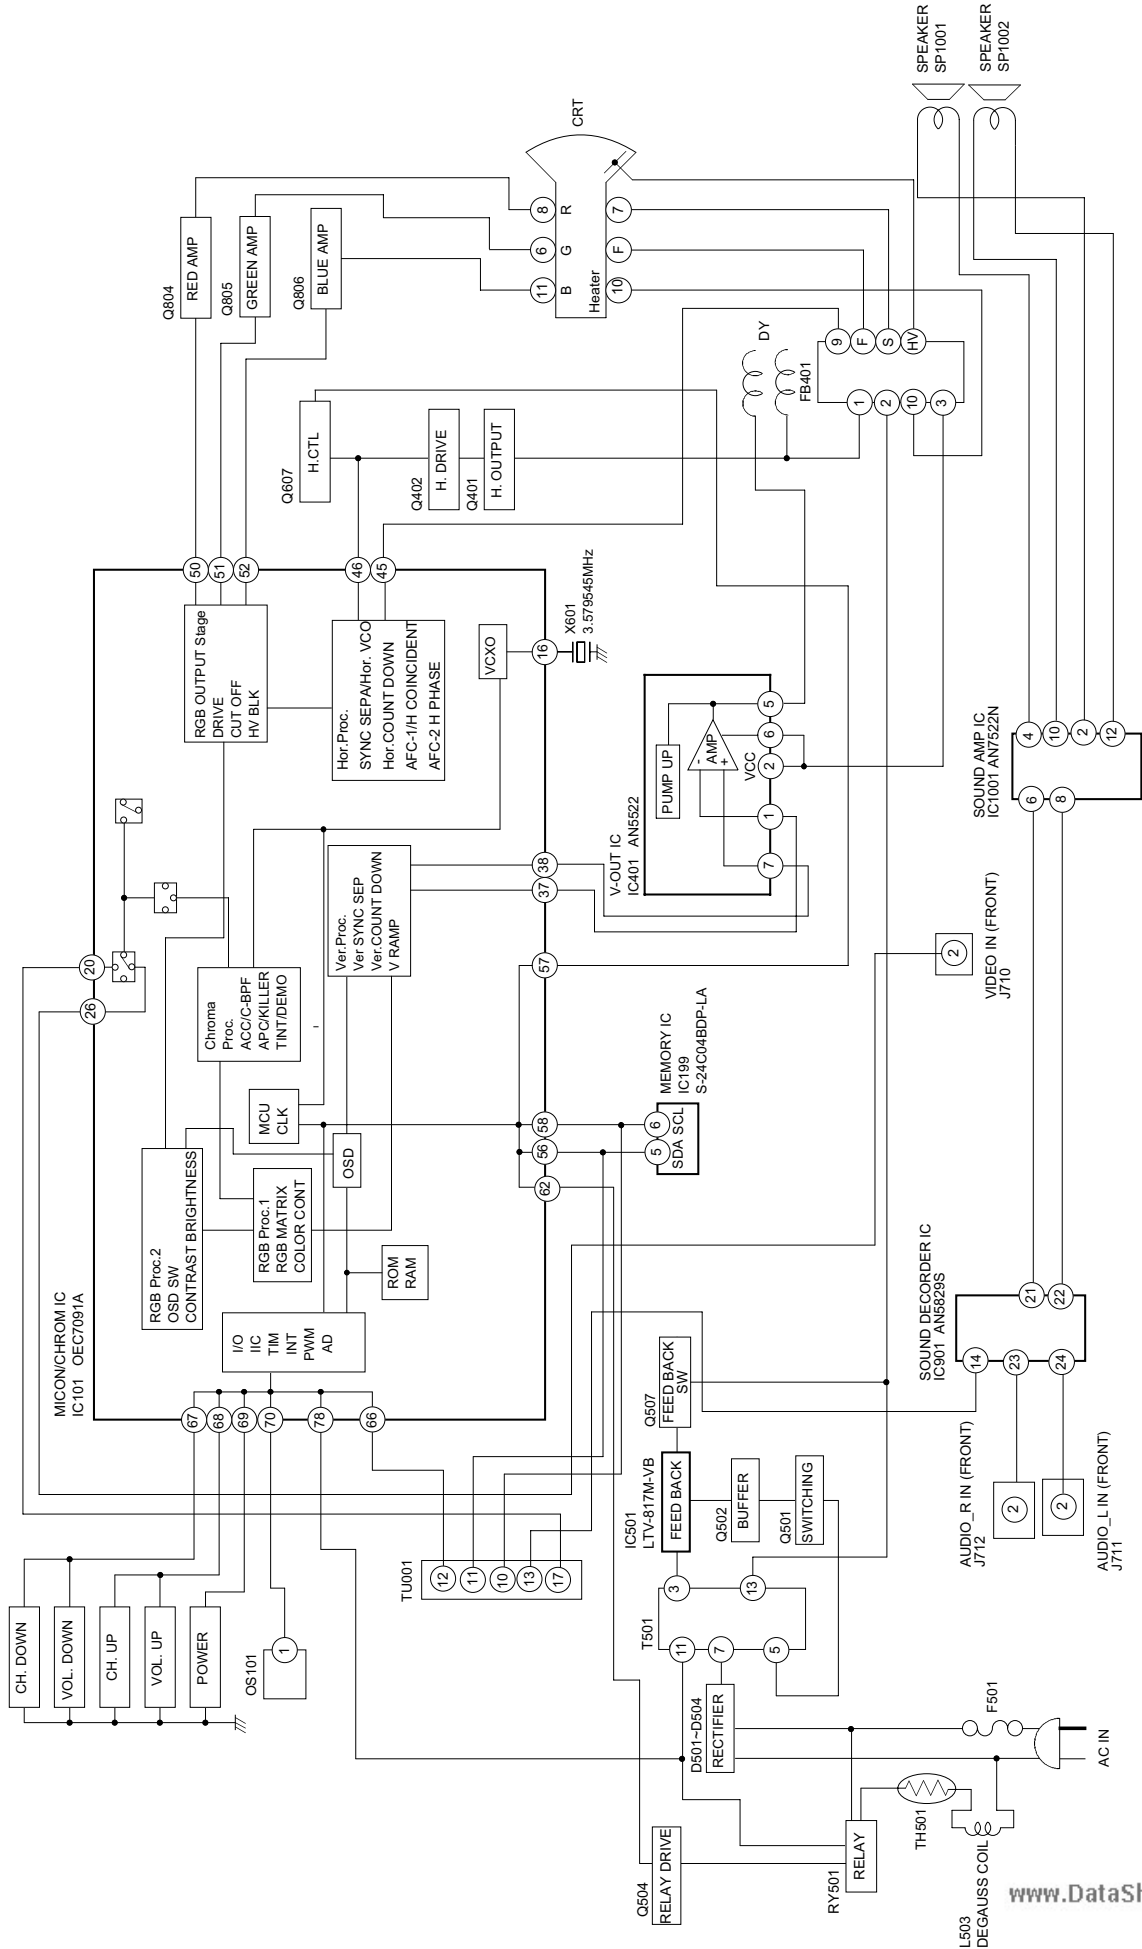 CH. DOWN
VOL. DOWN
CH. UP
VOL. UP
POWER
OS101
1
MICON/CHROM IC
IC101 OEC7091A
67
68
69
70
78
66
I/O
IIC
TIM
INT
PWM
AD
ROM
RAM
RGB Proc.2
OSD SW
CONTRAST BRIGHTNESS
RGB Proc.1
RGB MATRIX
COLOR CONT
MCU
CLK
OSD
26
20
Chroma
Proc.
ACC/C-BPF
APC/KILLER
TINT/DEMO
Ver.Proc.
Ver SYNC SEP
Ver.COUNT DOWN
V RAMP
RGB OUTPUT Stage
DRIVE
CUT OFF
HV BLK
Hor.Proc.
SYNC SEPA/Hor. VCO
Hor.COUNT DOWN
AFC-1/H COINCIDENT
AFC-2 H PHASE
VCXO
50
51
52
46
45
16
X601
3.579545MHz
62
56
58
57
37
38
Q804
RED AMP
Q805
GREEN AMP
Q806
BLUE AMP
Q607
H.CTL
Q402
H. DRIVE
Q401
H. OUTPUT
CRT
8
R
6
G
11
B
Heater
7
F
10
DY
FB401
9
F
S
HV
1
2
10
3
V-OUT IC
IC401 AN5522
PUMP UP
AMP
-
+
VCC
7
1
2
6
5
MEMORY IC
IC199
S-24C04BDP-LA
5
6
SDA SCL
TU001
12
11
10
13
17
VIDEO IN (FRONT)
J710
2
Q504
RELAY DRIVE
RY501
RELAY
TH501
L503
DEGAUSS COIL
D501~D504
RECTIFIER
F501
AC IN
T501
11
7
5
3
13
IC501
LTV-817M-VB
FEED BACK
Q507
FEED BACK
SW
Q502
BUFFER
Q501
SWITCHING
SOUND DECORDER IC
IC901 AN5829S
14
23
24
21
22
AUDIO_R IN (FRONT)
J712
2
AUDIO_L IN (FRONT)
J711
2
SOUND AMP IC
IC1001 AN7522N
6
8
4
10
2
12
SPEAKER
SP1001
SPEAKER
SP1002
www.DataSh